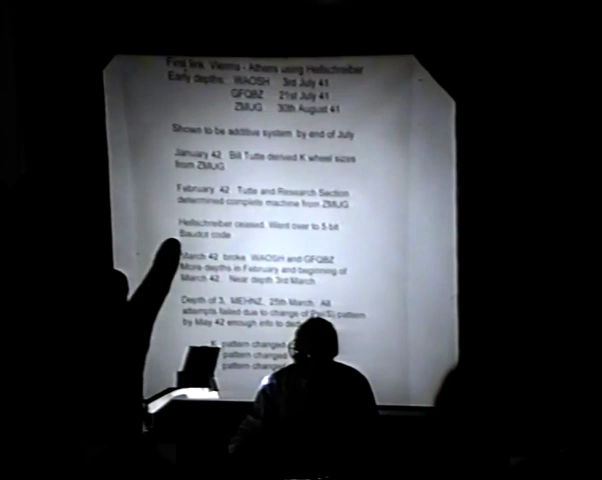 First link Vienna - Athens using Hellschreiber
Early depths: WAOSH 3rd July 41
GFQBZ 21st July 41
ZMUG 30th August 41
Shown to be additive system by end of July
January 42 Bill Tutte derived K wheel sizes
from ZMUG
February 42 Tutte and Research Section
determined complete machine from ZMUG
Hellschreiber ceased. Went over to 5 bit
Baudot code
March 42 broke WAOSH and GFQBZ
More depths in February and beginning of
March 42. Near depth 3rd March
Depth of 3, MEHNZ, 25th March. All
attempts failed due to change of pattern
by May 42 enough info to
K pattern changed
pattern changed
pattern changed